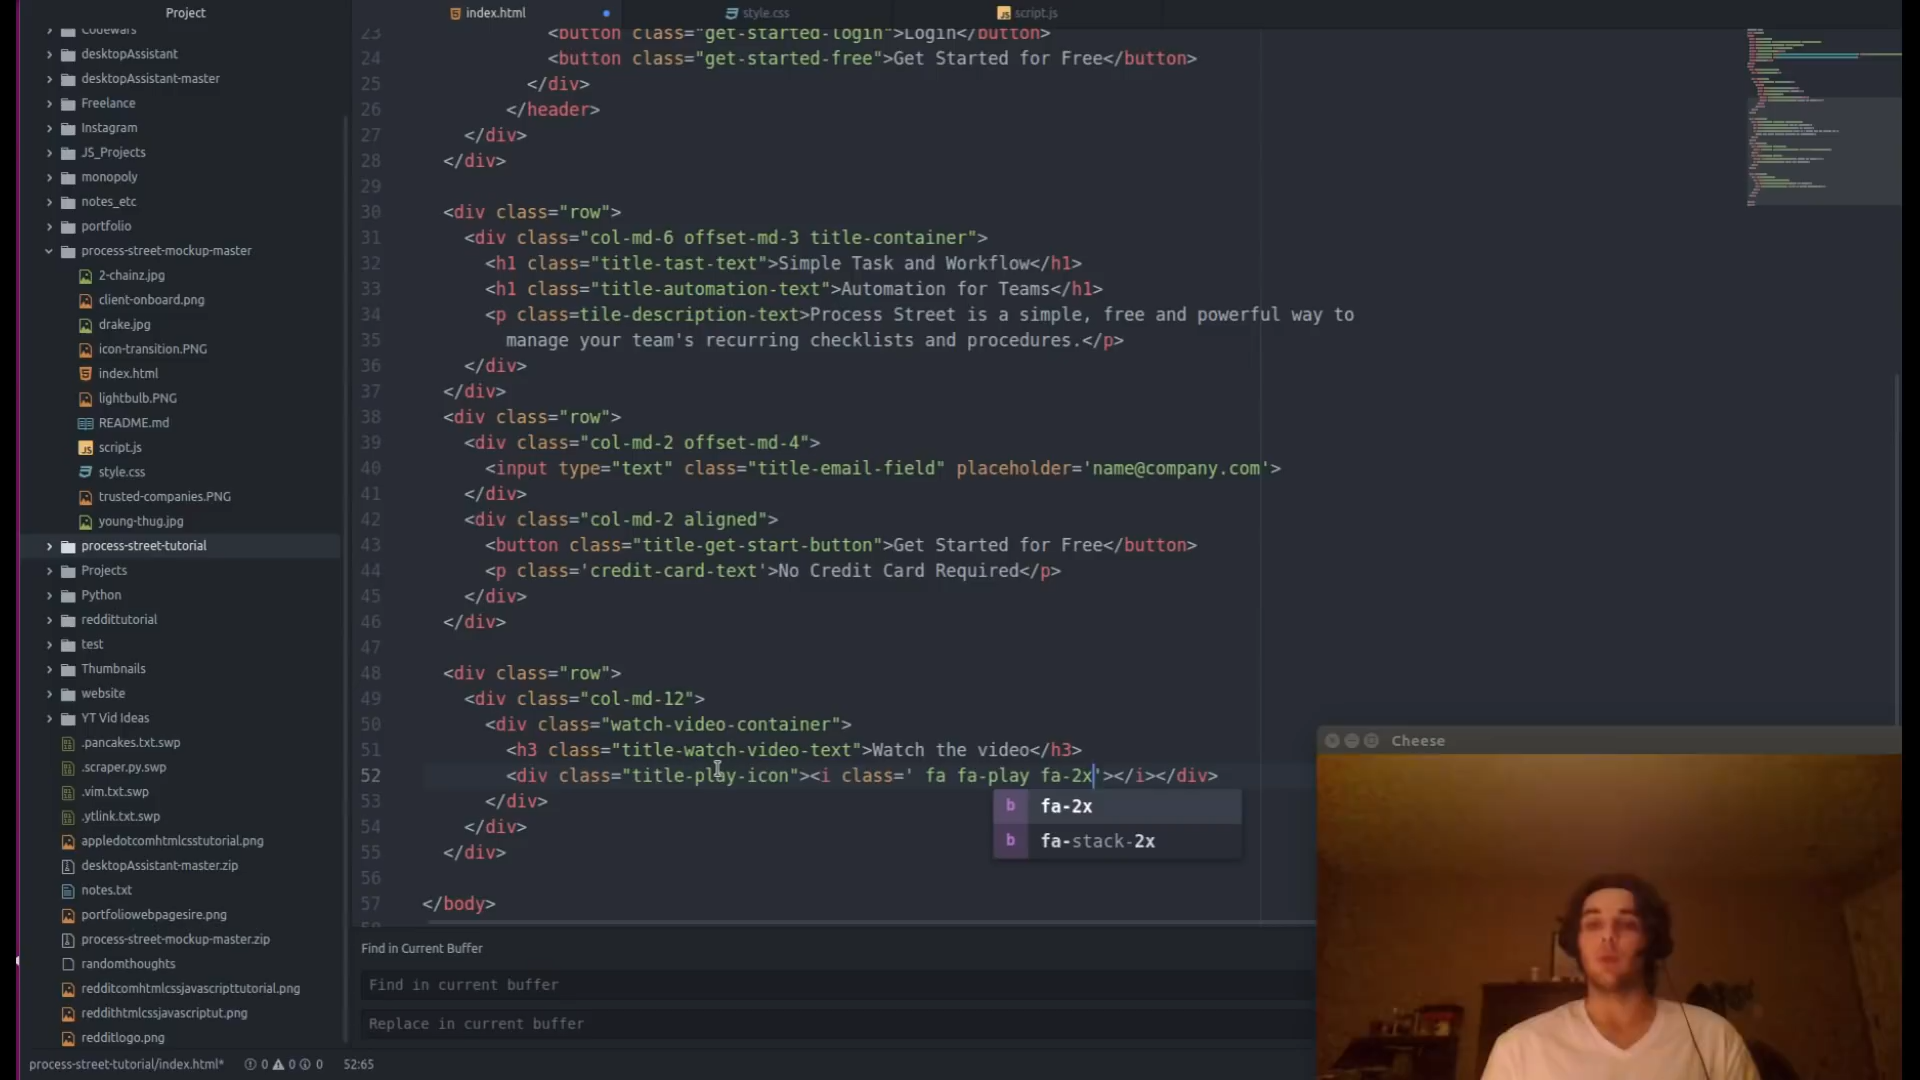 Project
index.html
style.css
script.js
Codewars
desktopAssistant
desktopAssistant-master
Freelance
Instagram
JS_Projects
monopoly
notes_etc
portfolio
process-street-mockup-master
2-chainz.jpg
client-onboard.png
drake.jpg
icon-transition.PNG
index.html
lightbulb.PNG
README.md
script.js
style.css
trusted-companies.PNG
young-thug.jpg
process-street-tutorial
Projects
Python
reddittutorial
test
Thumbnails
website
YT Vid Ideas
.pancakes.txt.swp
.scraper.py.swp
.vim.txt.swp
.ytlink.txt.swp
appledotcomhtmlcsstutorial.png
desktopAssistant-master.zip
notes.txt
portfoliowebpagesire.png
process-street-mockup-master.zip
randomthoughts
redditcomhtmlcssjavascripttutorial.png
reddithtmlcssjavascriptut.png
redditlogo.png
23 <button class="get-started-login">Login</button>
24 <button class="get-started-free">Get Started for Free</button>
25 </div>
26 </header>
27 </div>
28 </div>
29
30 <div class="row">
31 <div class="col-md-6 offset-md-3 title-container">
32 <h1 class="title-tast-text">Simple Task and Workflow</h1>
33 <h1 class="title-automation-text">Automation for Teams</h1>
34 <p class=tile-description-text>Process Street is a simple, free and powerful way to
35 manage your team's recurring checklists and procedures.</p>
36 </div>
37 </div>
38 <div class="row">
39 <div class="col-md-2 offset-md-4">
40 <input type="text" class="title-email-field" placeholder='name@company.com'>
41 </div>
42 <div class="col-md-2 aligned">
43 <button class="title-get-start-button">Get Started for Free</button>
44 <p class='credit-card-text'>No Credit Card Required</p>
45 </div>
46 </div>
47
48 <div class="row">
49 <div class="col-md-12">
50 <div class="watch-video-container">
51 <h3 class="title-watch-video-text">Watch the video</h3>
52 <div class="title-play-icon"><i class=' fa fa-play fa-2x'></i></div>
53 </div>
54 </div>
55 </div>
56
57 </body>
b fa-2x
b fa-stack-2x
Find in Current Buffer
Find in current buffer
Replace in current buffer
Cheese
process-street-tutorial/index.html* 0 0 0 52:65